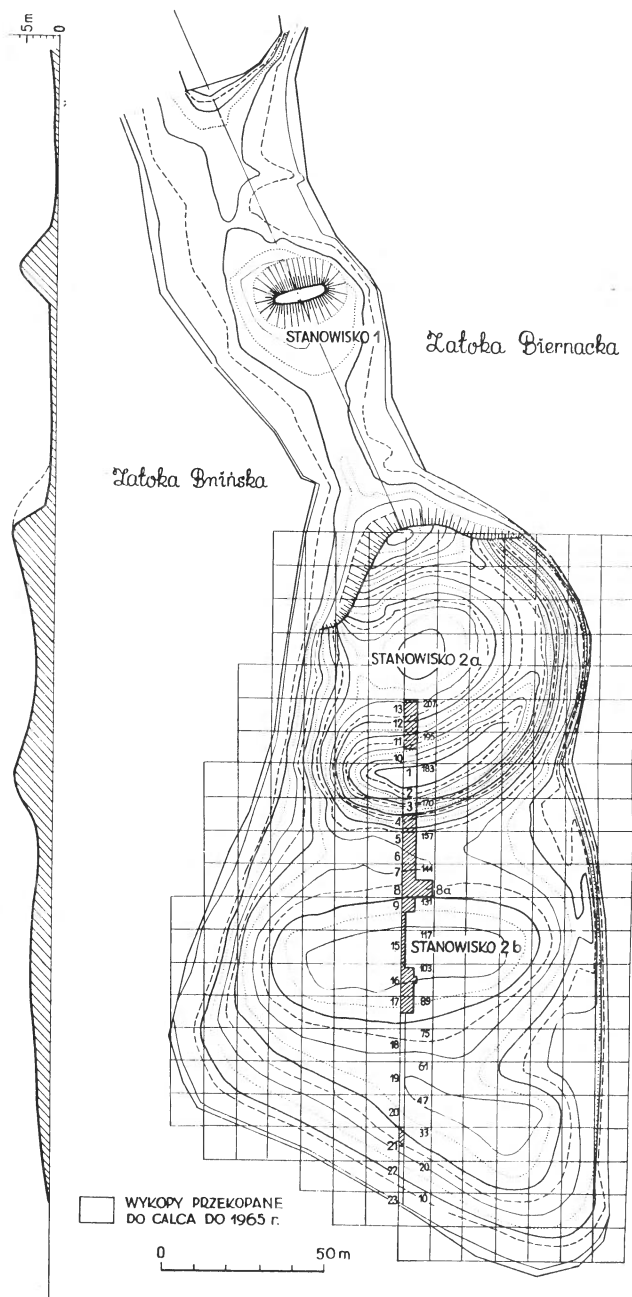 5m 0
STANOWISKO 1
Zatoka Biernacka
Zatoka Bnińska
STANOWISKO 2a
13 207
12
11 195
10
1 183
2
3 170
4
5 157
6
7 144
8 8a
9 131
117
15 STANOWISKO 2b
103
16
17 89
18 75
19 61
20 47
21 33
22 20
23 10
WYKOPY PRZEKOPANE
DO CALCA DO 1965 r.
0 50 m